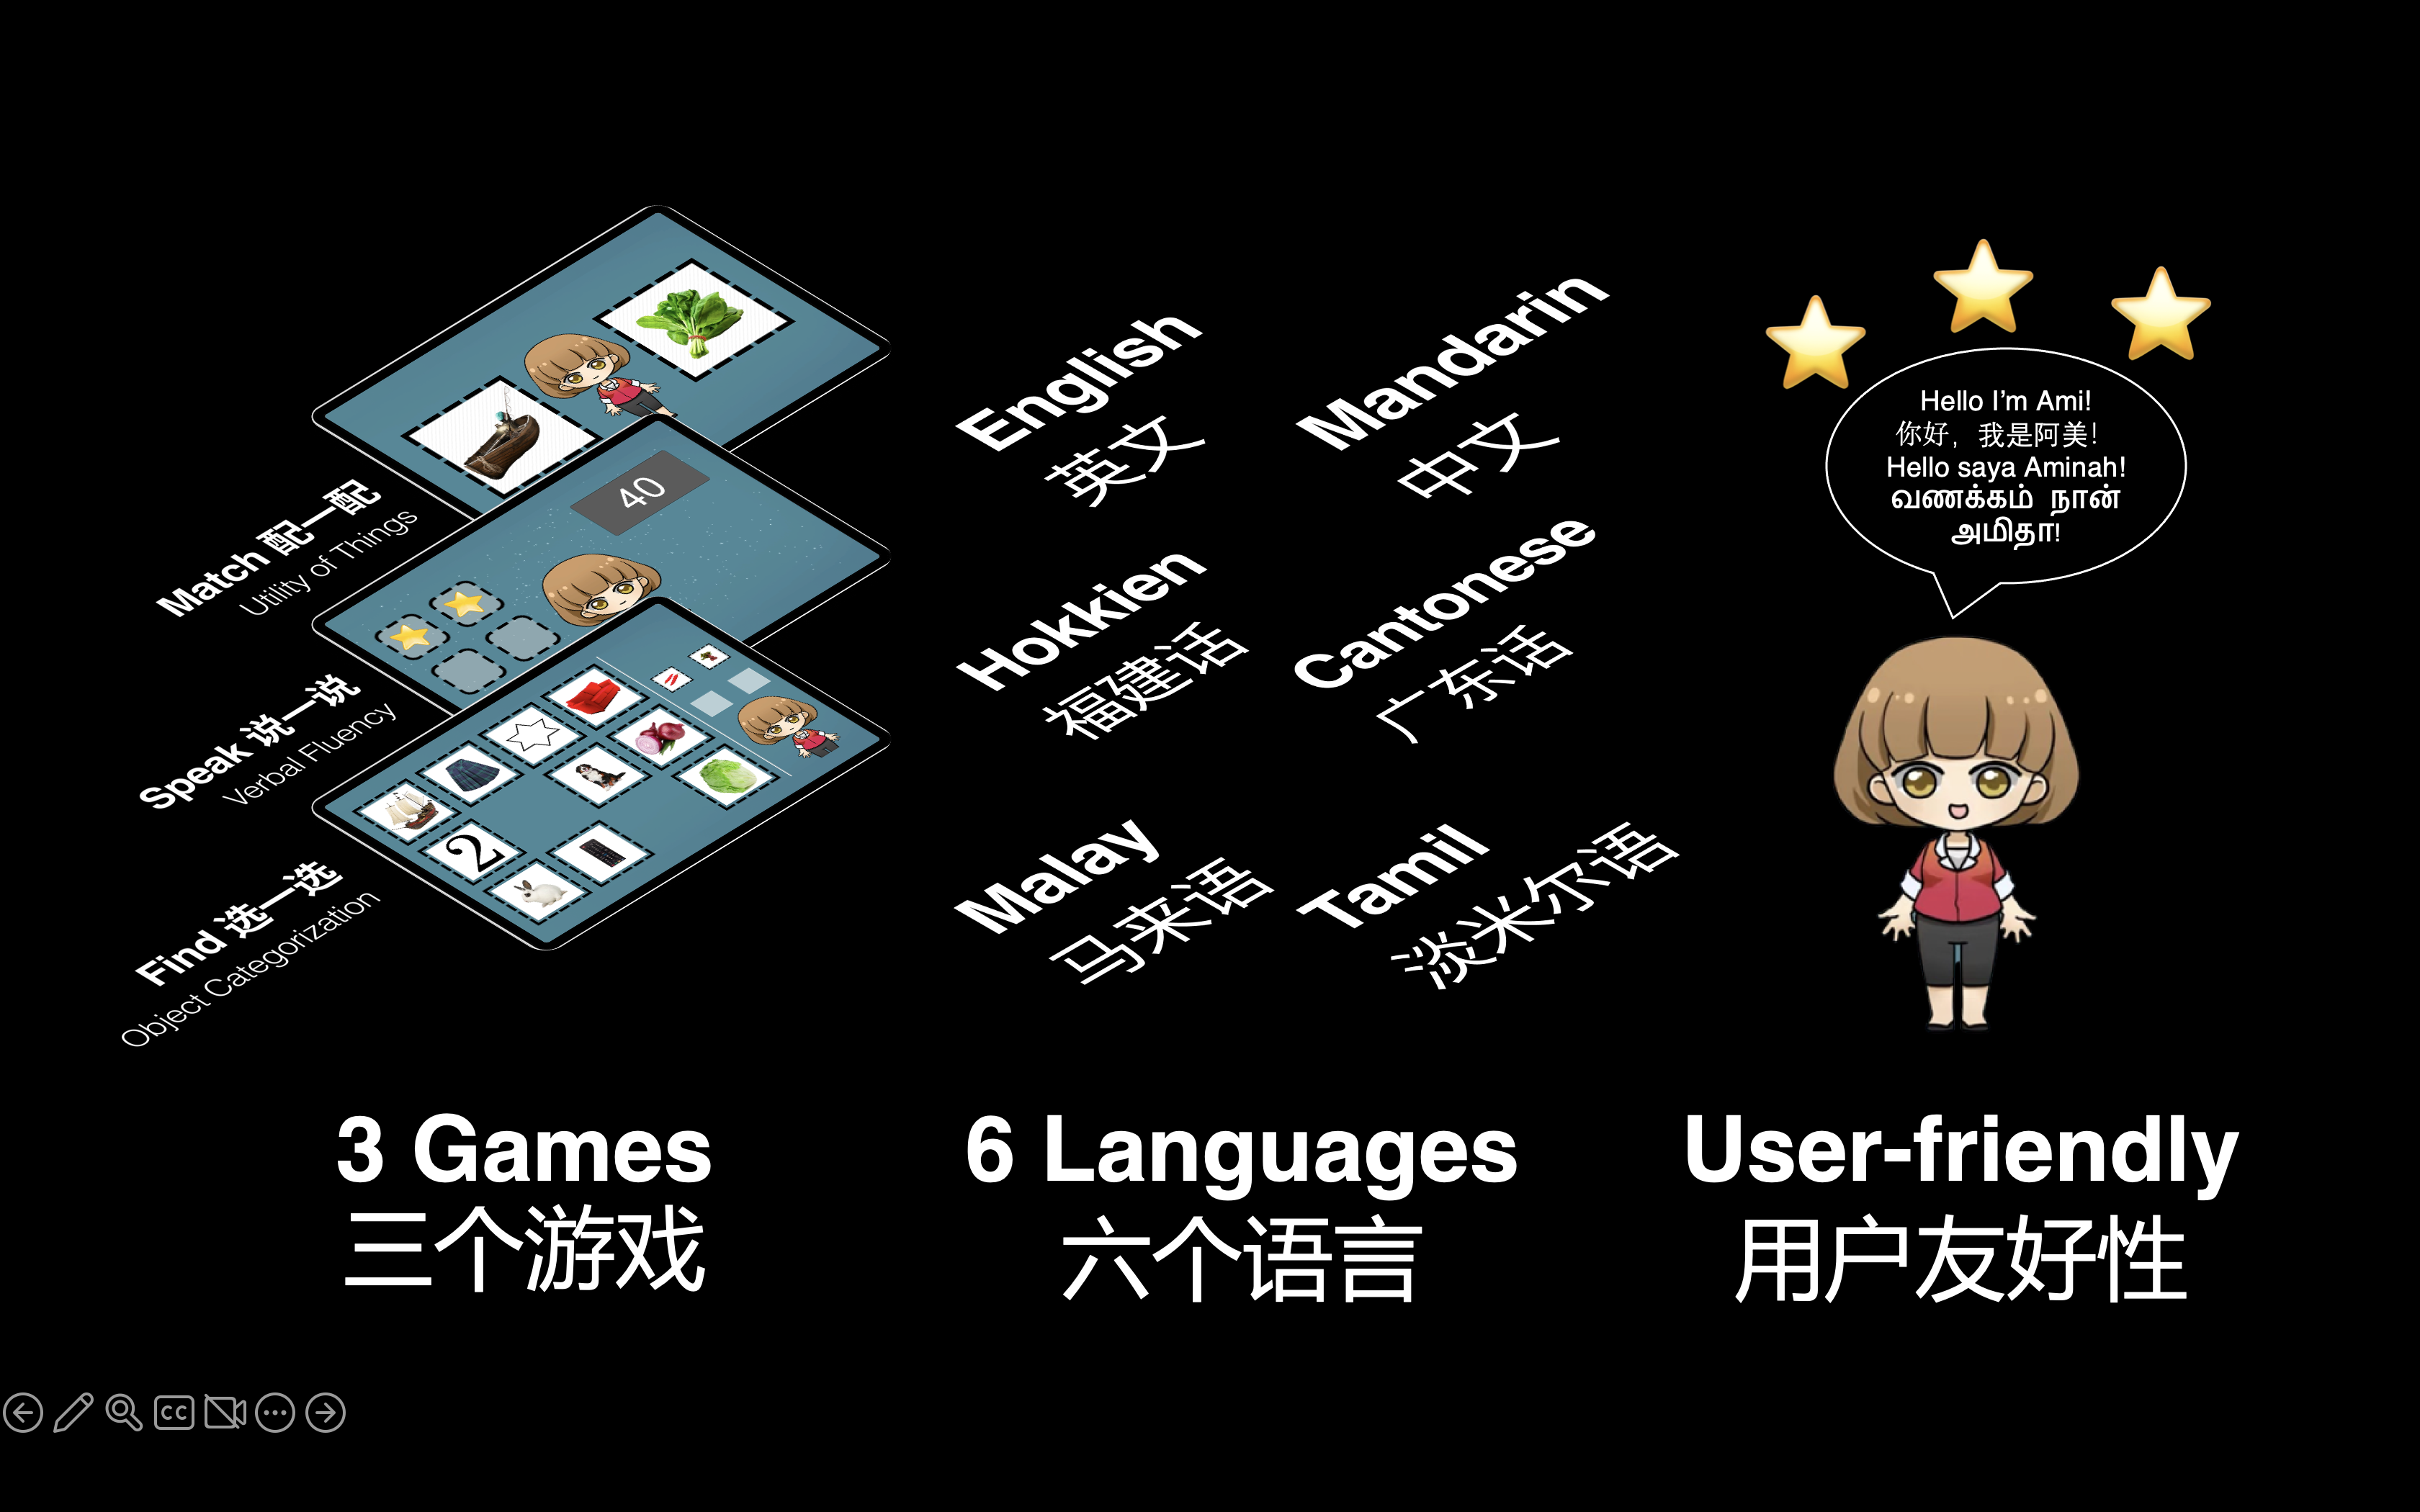 Match 配一配
Utility of Things
40
Speak 说一说
Verbal Fluency
2
Find 选一选
Object Categorization
3 Games
三个游戏
English
英文
Mandarin
中文
Hokkien
福建话
Cantonese
广东话
Malay
马来语
Tamil
淡米尔语
6 Languages
六个语言
Hello I’m Ami!
你好，我是阿美！
Hello saya Aminah!
வணக்கம் நான்
அமிதா!
User-friendly
用户友好性
CC